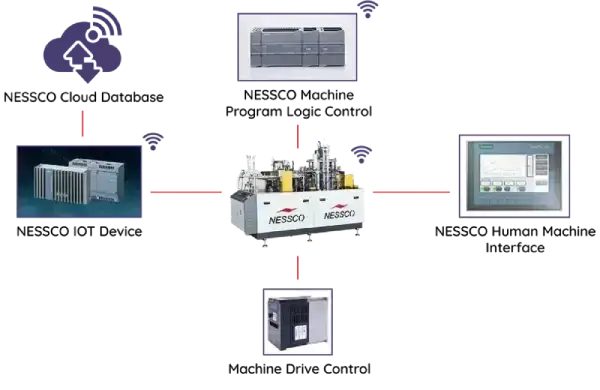 NESSCO Cloud Database
NESSCO Machine
Program Logic Control
NESSCO IOT Device
NESSCO
NESSCO
NESSCO Human Machine
Interface
Machine Drive Control